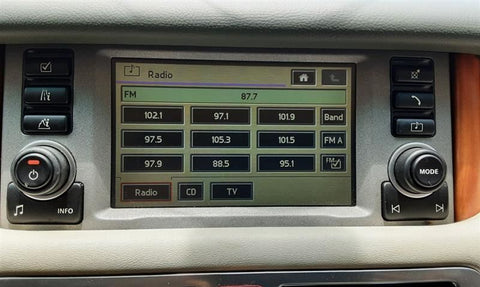 Radio
FM 87.7
102.1 97.1 101.9 Band
97.5 105.3 101.5 FM A
97.9 88.5 95.1 FM
Radio CD TV
INFO
MODE